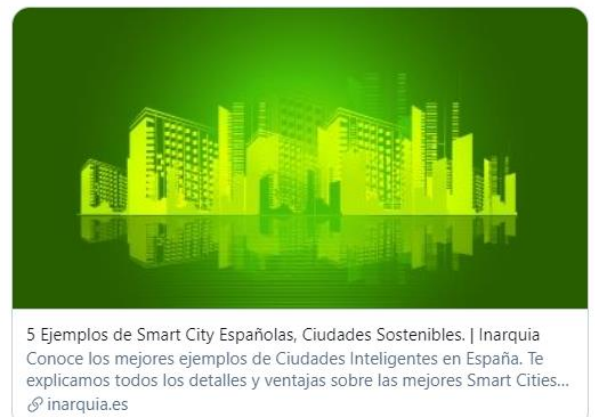 5 Ejemplos de Smart City Españolas, Ciudades Sostenibles. | Inarquia
Conoce los mejores ejemplos de Ciudades Inteligentes en España. Te
explicamos todos los detalles y ventajas sobre las mejores Smart Cities...
inarquia.es